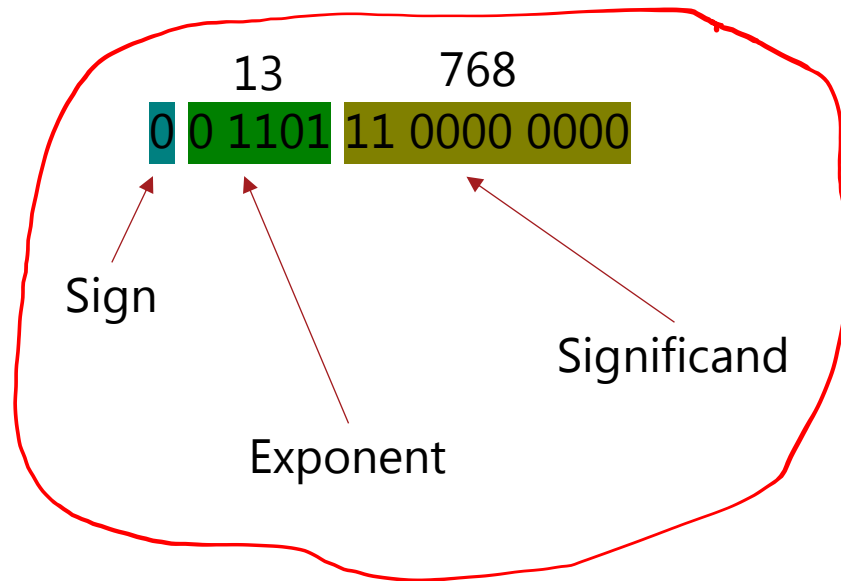 13 768
0 0 1101 11 0000 0000
Sign
Significand
Exponent